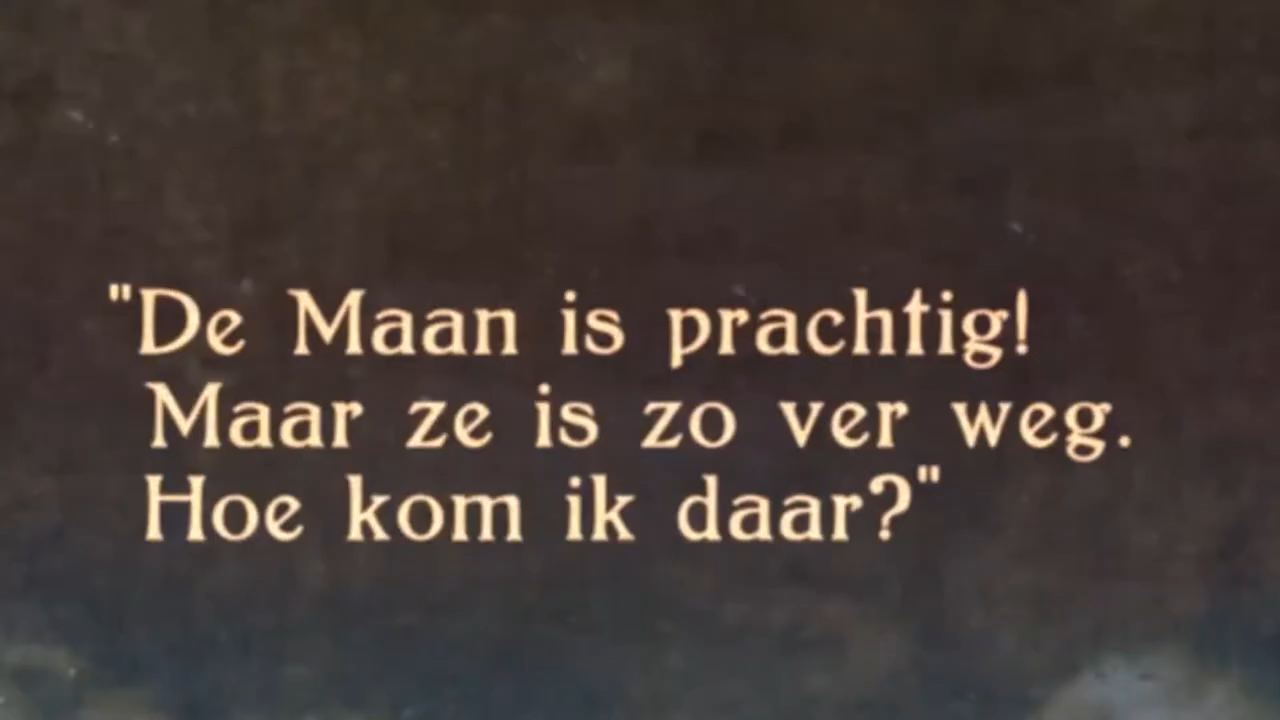 "De Maan is prachtig!
Maar ze is zo ver weg.
Hoe kom ik daar?"